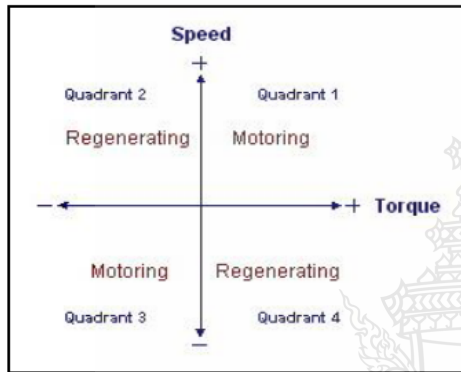 Speed
+
Quadrant 2 Quadrant 1
Regenerating Motoring
− + Torque
Motoring Regenerating
Quadrant 3 Quadrant 4
−